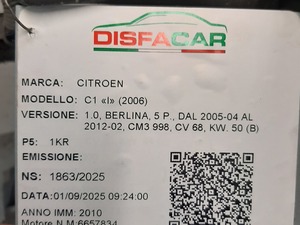 DISFACAR
MARCA: CITROEN
MODELLO: C1 «I» (2006)
VERSIONE: 1.0, BERLINA, 5 P., DAL 2005-04 AL
2012-02, CM3 998, CV 68, KW. 50 (B)
P5: 1KR
EMISSIONE:
NS: 1863/2025
DATA:01/09/2025 09:24:00
ANNO IMM: 2010
Motore N.M:6657834